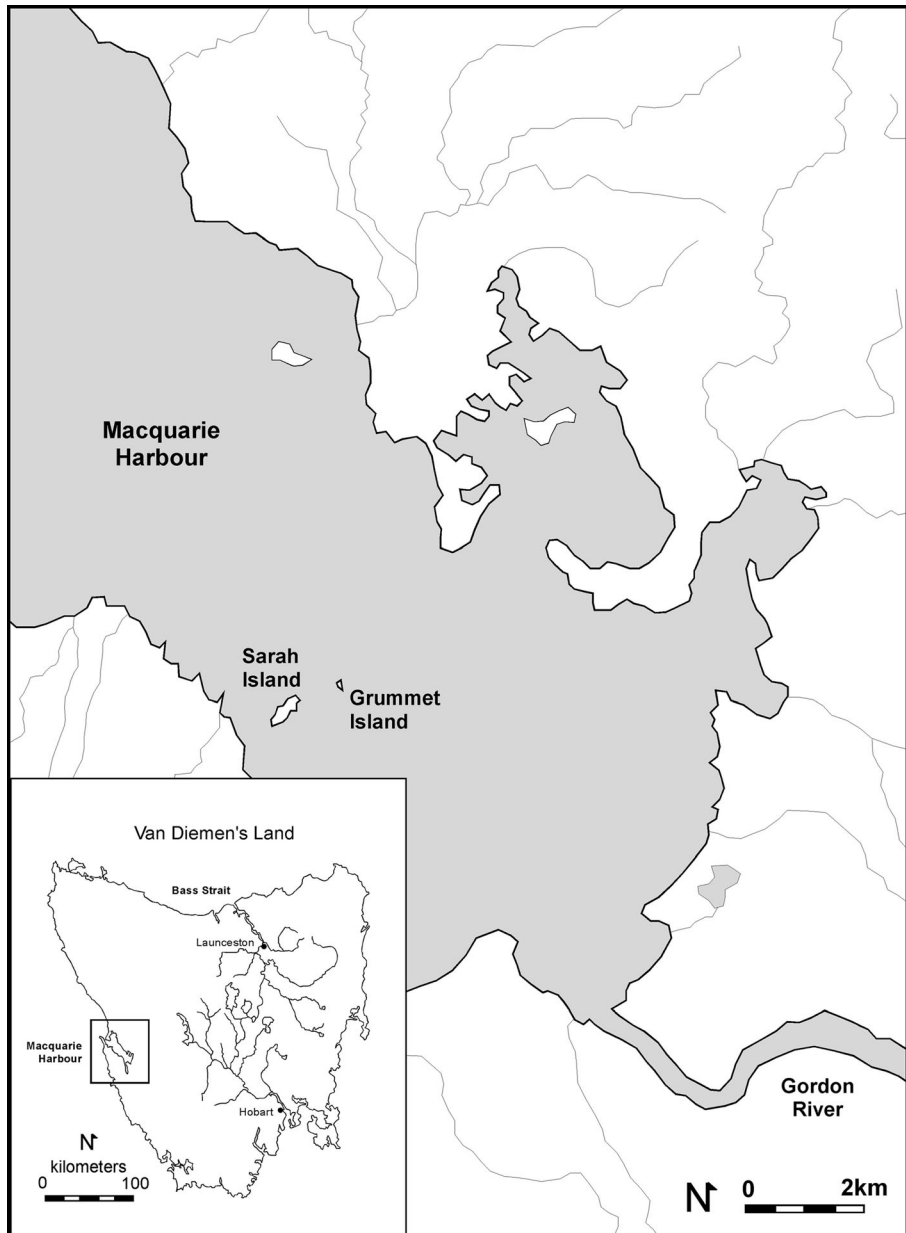 Macquarie
Harbour
Sarah
Island
Grummet
Island
Van Diemen's Land
Bass Strait
Launceston
Macquarie
Harbour
Hobart
N
kilometers
0 100
Gordon
River
N 0 2km